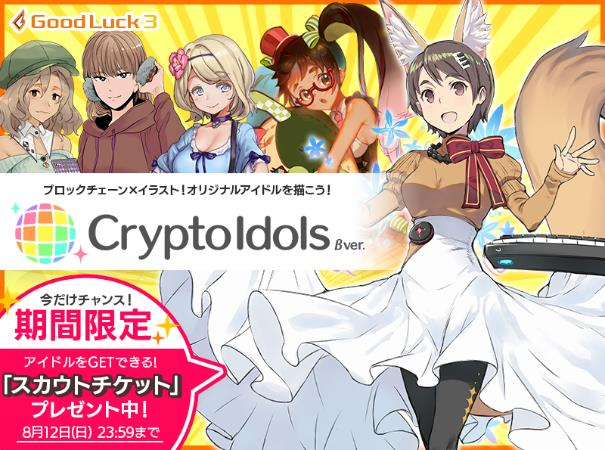 GoodLuck3
ブロックチェーン×イラスト！オリジナルアイドルを描こう！
CryptoIdols βver.
今だけチャンス！
期間限定
アイドルをGETできる！
「スカウトチケット」
プレゼント中！
8月12日(日) 23:59まで